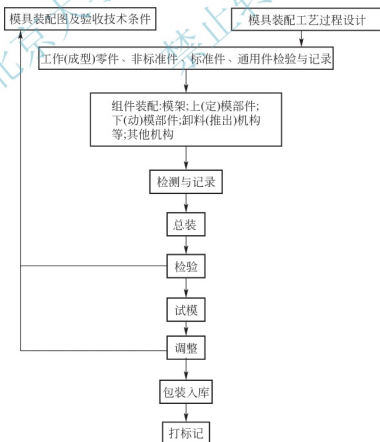 模具装配图及验收技术条件
模具装配工艺过程设计
工作(成型)零件、非标准件、标准件、通用件检验与记录
组件装配:模架;上(定)模部件;
下(动)模部件;卸料(推出)机构
等;其他机构
检测与记录
总装
检验
试模
调整
包装入库
打标记